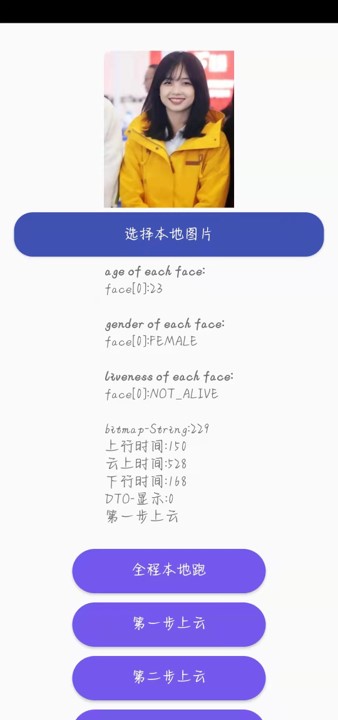 选择本地图片
age of each face:
face[0]:23
gender of each face:
face[0]:FEMALE
liveness of each face:
face[0]:NOT_ALIVE
bitmap-String:229
上行时间:150
云上时间:528
下行时间:168
DTO-显示:0
第一步上云
全程本地跑
第一步上云
第二步上云